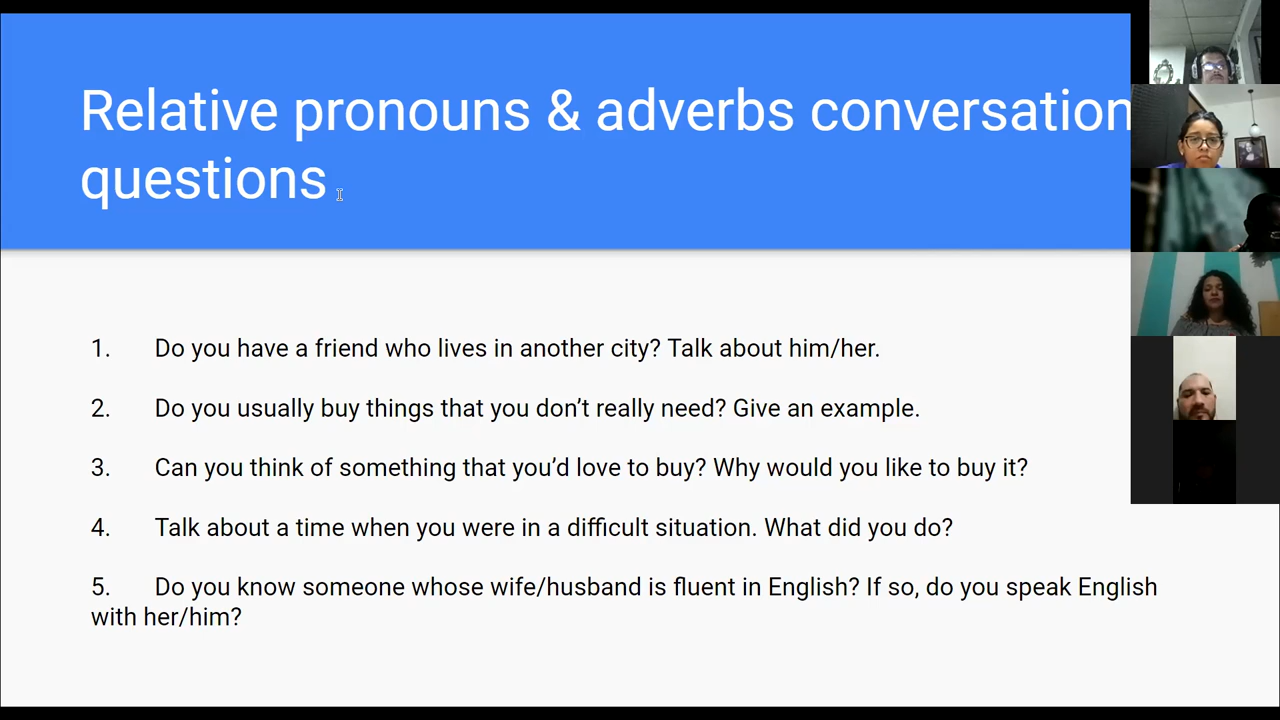 Relative pronouns & adverbs conversation
questions
1. Do you have a friend who lives in another city? Talk about him/her.
2. Do you usually buy things that you don’t really need? Give an example.
3. Can you think of something that you’d love to buy? Why would you like to buy it?
4. Talk about a time when you were in a difficult situation. What did you do?
5. Do you know someone whose wife/husband is fluent in English? If so, do you speak English
with her/him?